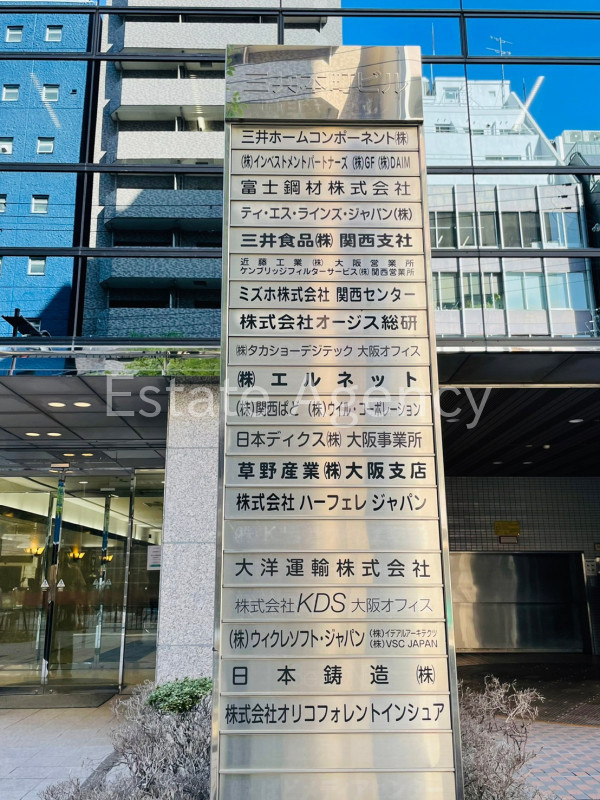 三共本町ビル
三井ホームコンポーネント㈱
㈱インベストメントパートナーズ ㈱GF ㈱DAIM
富士鋼材株式会社
ティ・エス・ラインズ・ジャパン(株)
三井食品㈱ 関西支社
近藤工業㈱大阪営業所
ケンブリッジフィルターサービス㈱関西営業所
ミズホ株式会社 関西センター
株式会社オージス総研
㈱タカショーデジテック 大阪オフィス
㈱エルネット
Estate Agency
㈱関西ぱど ㈱ウイル・コーポレーション
日本ディクス㈱ 大阪事業所
草野産業㈱大阪支店
株式会社 ハーフェレ ジャパン
大洋運輸株式会社
株式会社KDS 大阪オフィス
㈱ウィクレソフト・ジャパン ㈱イデアルアーキテクツ
㈱VSC JAPAN
日本鋳造㈱
株式会社オリコフォレントインシュア